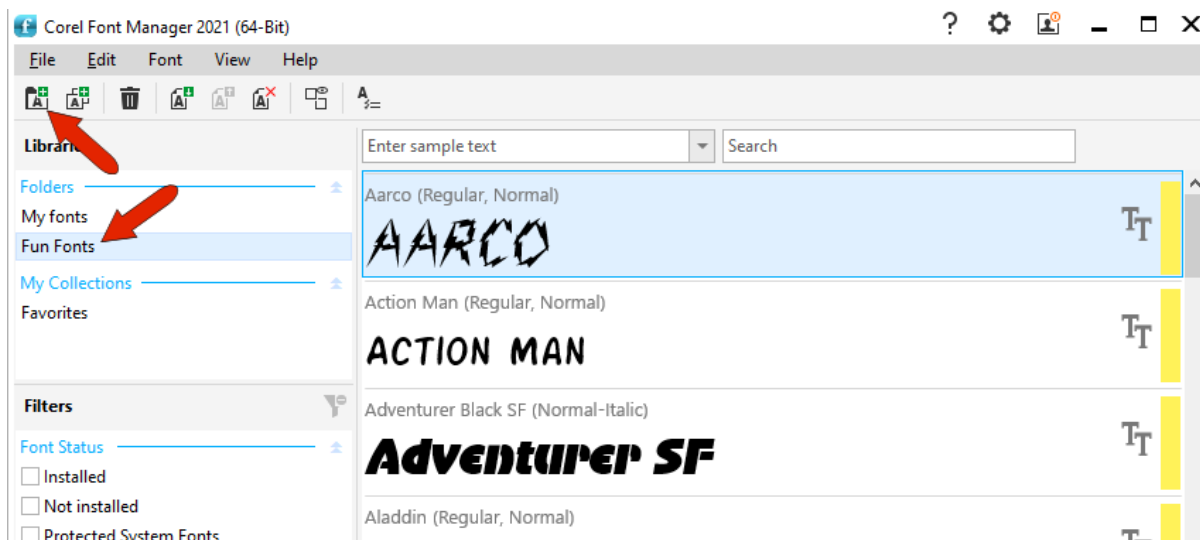 Corel Font Manager 2021 (64-Bit)
File Edit Font View Help
Enter sample text Search
Folders
My fonts
Fun Fonts
My Collections
Favorites
Filters
Font Status
Installed
Not installed
Protected System Fonts
Aarco (Regular, Normal)
AARCO
Action Man (Regular, Normal)
ACTION MAN
Adventurer Black SF (Normal-Italic)
Adventurer SF
Aladdin (Regular, Normal)